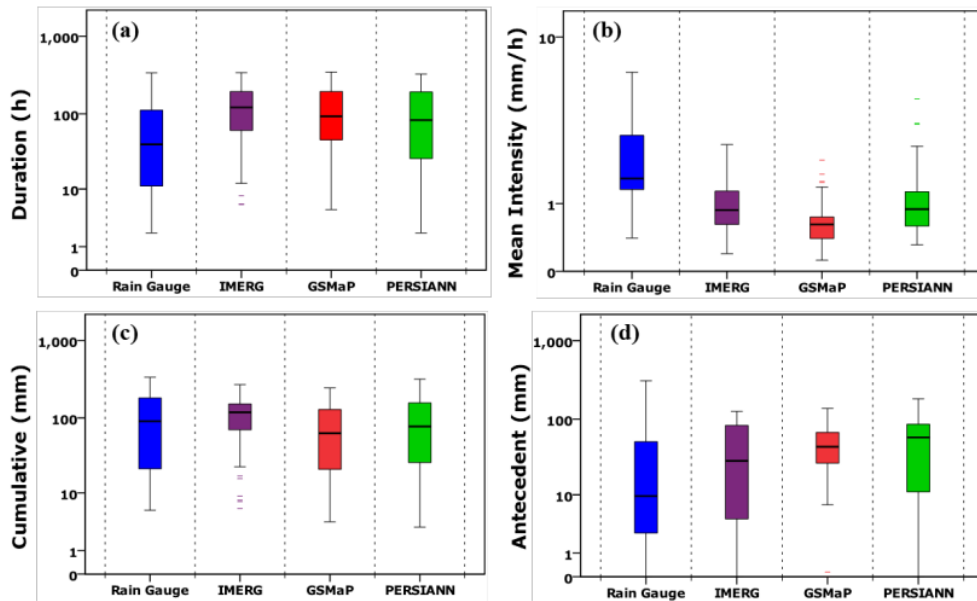 (a)
Duration (h)
1,000
100
10
1
0
Rain Gauge IMERG GSMaP PERSIANN
(b)
Mean Intensity (mm/h)
10
1
0
Rain Gauge IMERG GSMaP PERSIANN
(c)
Cumulative (mm)
1,000
100
10
1
0
Rain Gauge IMERG GSMaP PERSIANN
(d)
Antecedent (mm)
1,000
100
10
1
0
Rain Gauge IMERG GSMaP PERSIANN